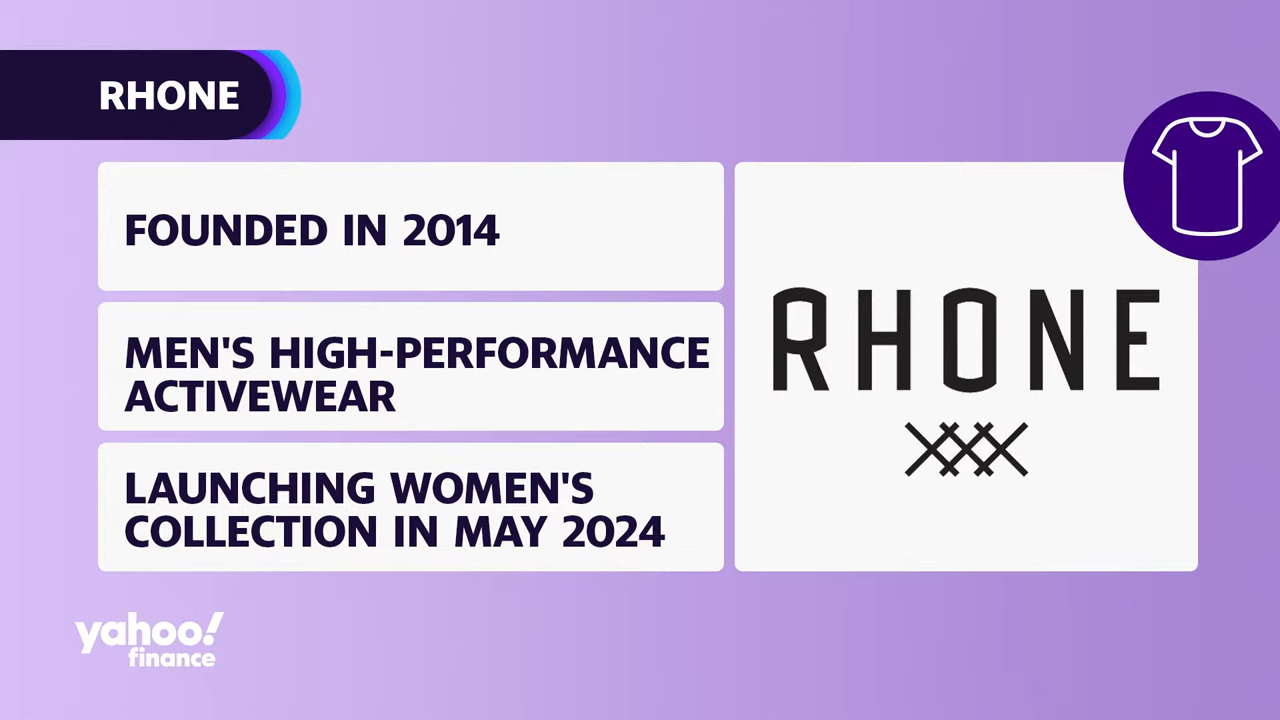 RHONE
FOUNDED IN 2014
MEN'S HIGH-PERFORMANCE
ACTIVEWEAR
LAUNCHING WOMEN'S
COLLECTION IN MAY 2024
RHONE
yahoo!
finance